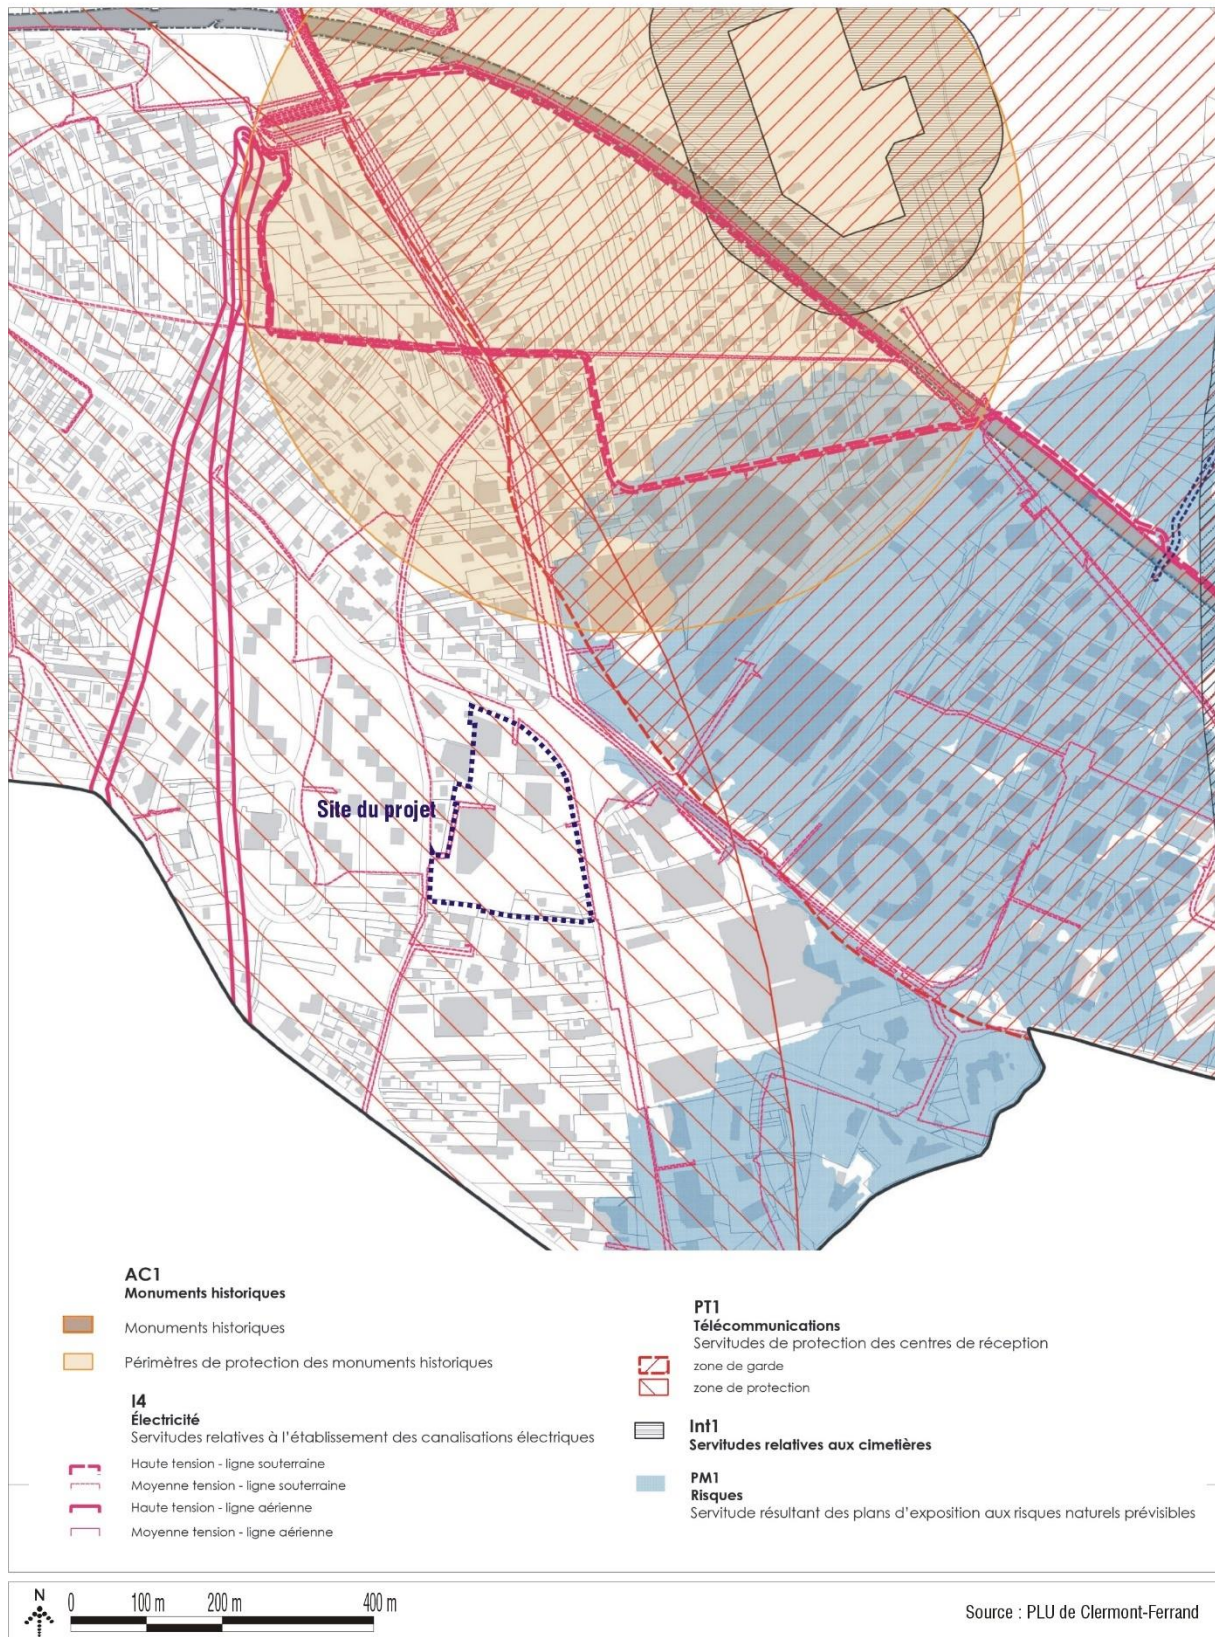 Site du projet
AC1
Monuments historiques
Monuments historiques
Périmètres de protection des monuments historiques
I4
Électricité
Servitudes relatives à l'établissement des canalisations électriques
Haute tension - ligne souterraine
Moyenne tension - ligne souterraine
Haute tension - ligne aérienne
Moyenne tension - ligne aérienne
PT1
Télécommunications
Servitudes de protection des centres de réception
zone de garde
zone de protection
Int1
Servitudes relatives aux cimetières
PM1
Risques
Servitude résultant des plans d'exposition aux risques naturels prévisibles
N
0 100 m 200 m 400 m
Source : PLU de Clermont-Ferrand